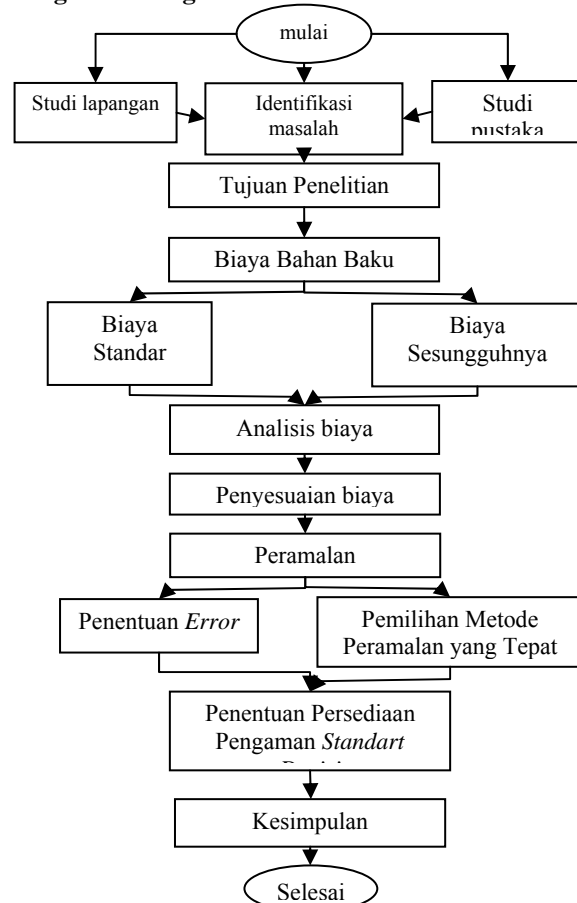 mulai
Studi lapangan
Identifikasi
masalah
Studi
pustaka
Tujuan Penelitian
Biaya Bahan Baku
Biaya
Standar
Biaya
Sesungguhnya
Analisis biaya
Penyesuaian biaya
Peramalan
Penentuan Error
Pemilihan Metode
Peramalan yang Tepat
Penentuan Persediaan
Pengaman Standart
Kesimpulan
Selesai